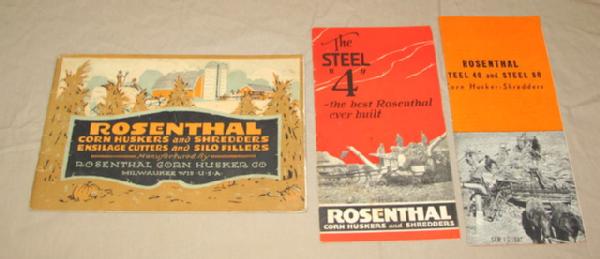 ROSENTHAL
CORN HUSKERS and SHREDDERS
ENSILAGE CUTTERS and SILO FILLERS
Manufactured By
ROSENTHAL CORN HUSKER CO
MILWAUKEE WIS · U·S·A·
The
STEEL
"4"
-the best Rosenthal
ever built
ROSENTHAL
CORN HUSKERS and SHREDDERS
ROSENTHAL
TEEL 40 and STEEL 80
Corn Husker-Shredders